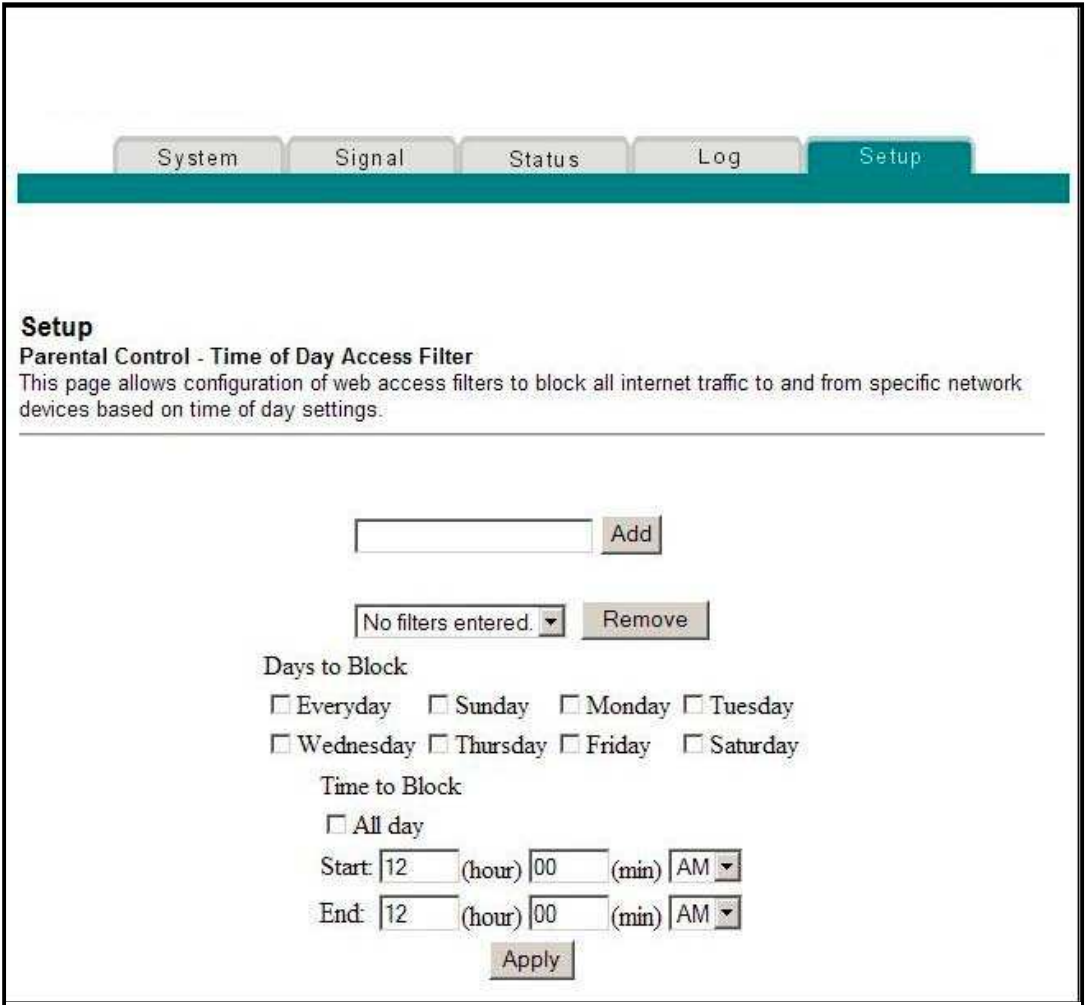 System Signal Status Log Setup
Setup
Parental Control - Time of Day Access Filter
This page allows configuration of web access filters to block all internet traffic to and from specific network
devices based on time of day settings.
Add
No filters entered. Remove
Days to Block
Everyday Sunday Monday Tuesday
Wednesday Thursday Friday Saturday
Time to Block
All day
Start: 12 (hour) 00 (min) AM
End: 12 (hour) 00 (min) AM
Apply